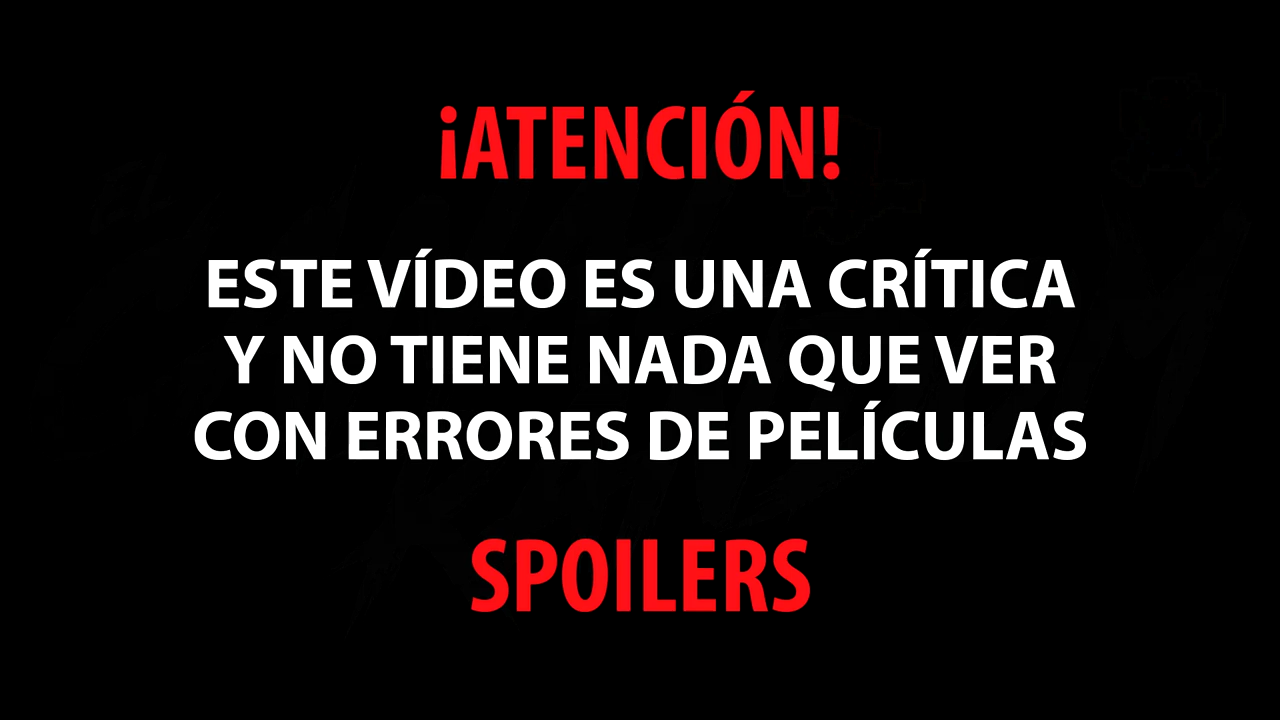 ¡ATENCIÓN!
ESTE VÍDEO ES UNA CRÍTICA
Y NO TIENE NADA QUE VER
CON ERRORES DE PELÍCULAS
SPOILERS